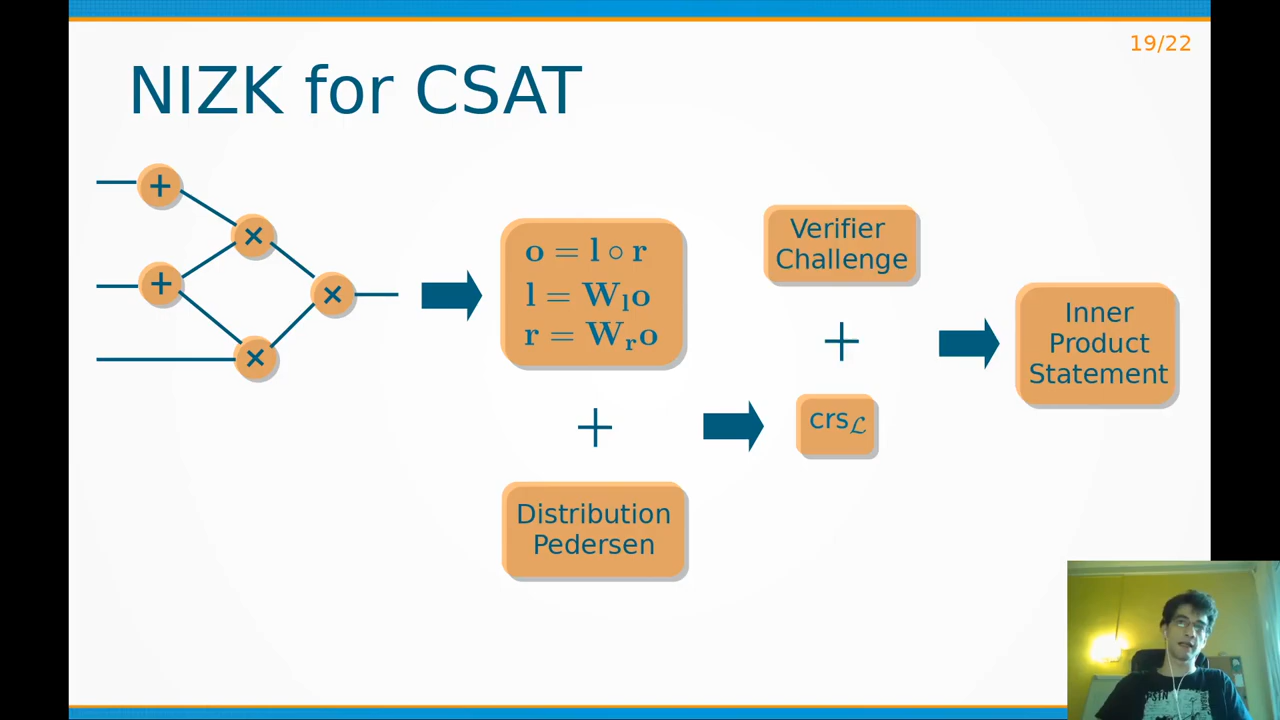 19/22
NIZK for CSAT
+
×
+
×
×
o = l ∘ r
l = W_l o
r = W_r o
+
Distribution
Pedersen
Verifier
Challenge
+
crs_ℒ
Inner
Product
Statement